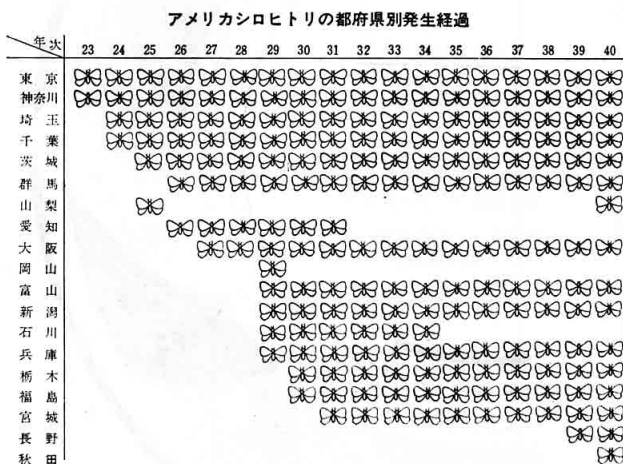 アメリカシロヒトリの都府県別発生経過
年次 23 24 25 26 27 28 29 30 31 32 33 34 35 36 37 38 39 40
東京
神奈川
埼玉
千葉
茨城
群馬
山梨
愛知
大阪
岡山
富山
新潟
石川
兵庫
栃木
福島
宮城
長野
秋田